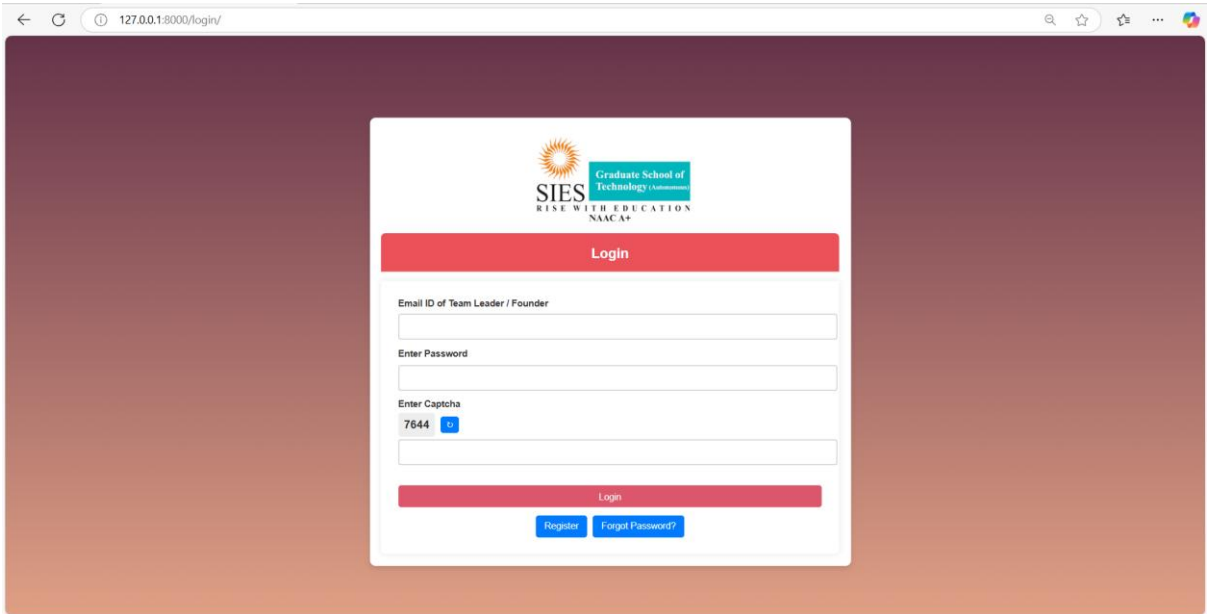 127.0.0.1:8000/login/
Graduate School of
SIES Technology (Autonomous)
RISE WITH EDUCATION
NAAC A+
Login
Email ID of Team Leader / Founder
Enter Password
Enter Captcha
7644
Login
Register Forgot Password?